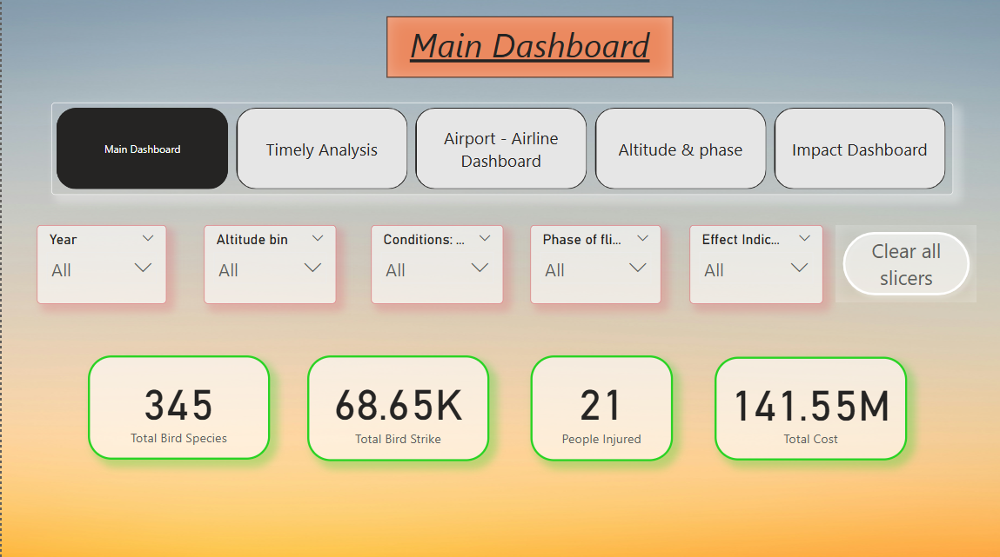 Main Dashboard
Main Dashboard
Timely Analysis
Airport - Airline
Dashboard
Altitude & phase
Impact Dashboard
Year
All
Altitude bin
All
Conditions: ...
All
Phase of fli...
All
Effect Indic...
All
Clear all
slicers
345
Total Bird Species
68.65K
Total Bird Strike
21
People Injured
141.55M
Total Cost